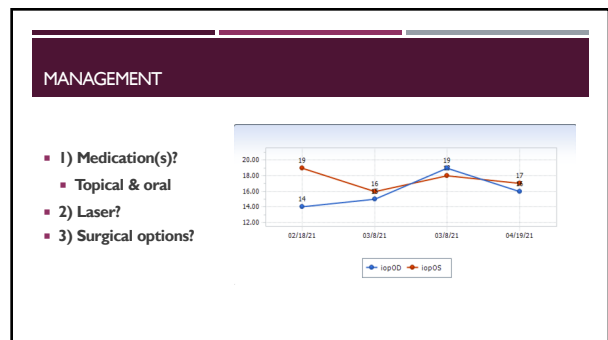 MANAGEMENT
1) Medication(s)?
Topical & oral
2) Laser?
3) Surgical options?
20.00
18.00
16.00
14.00
12.00
19
14
16
19
17
02/18/21
03/8/21
03/8/21
04/19/21
iopOD
iopOS